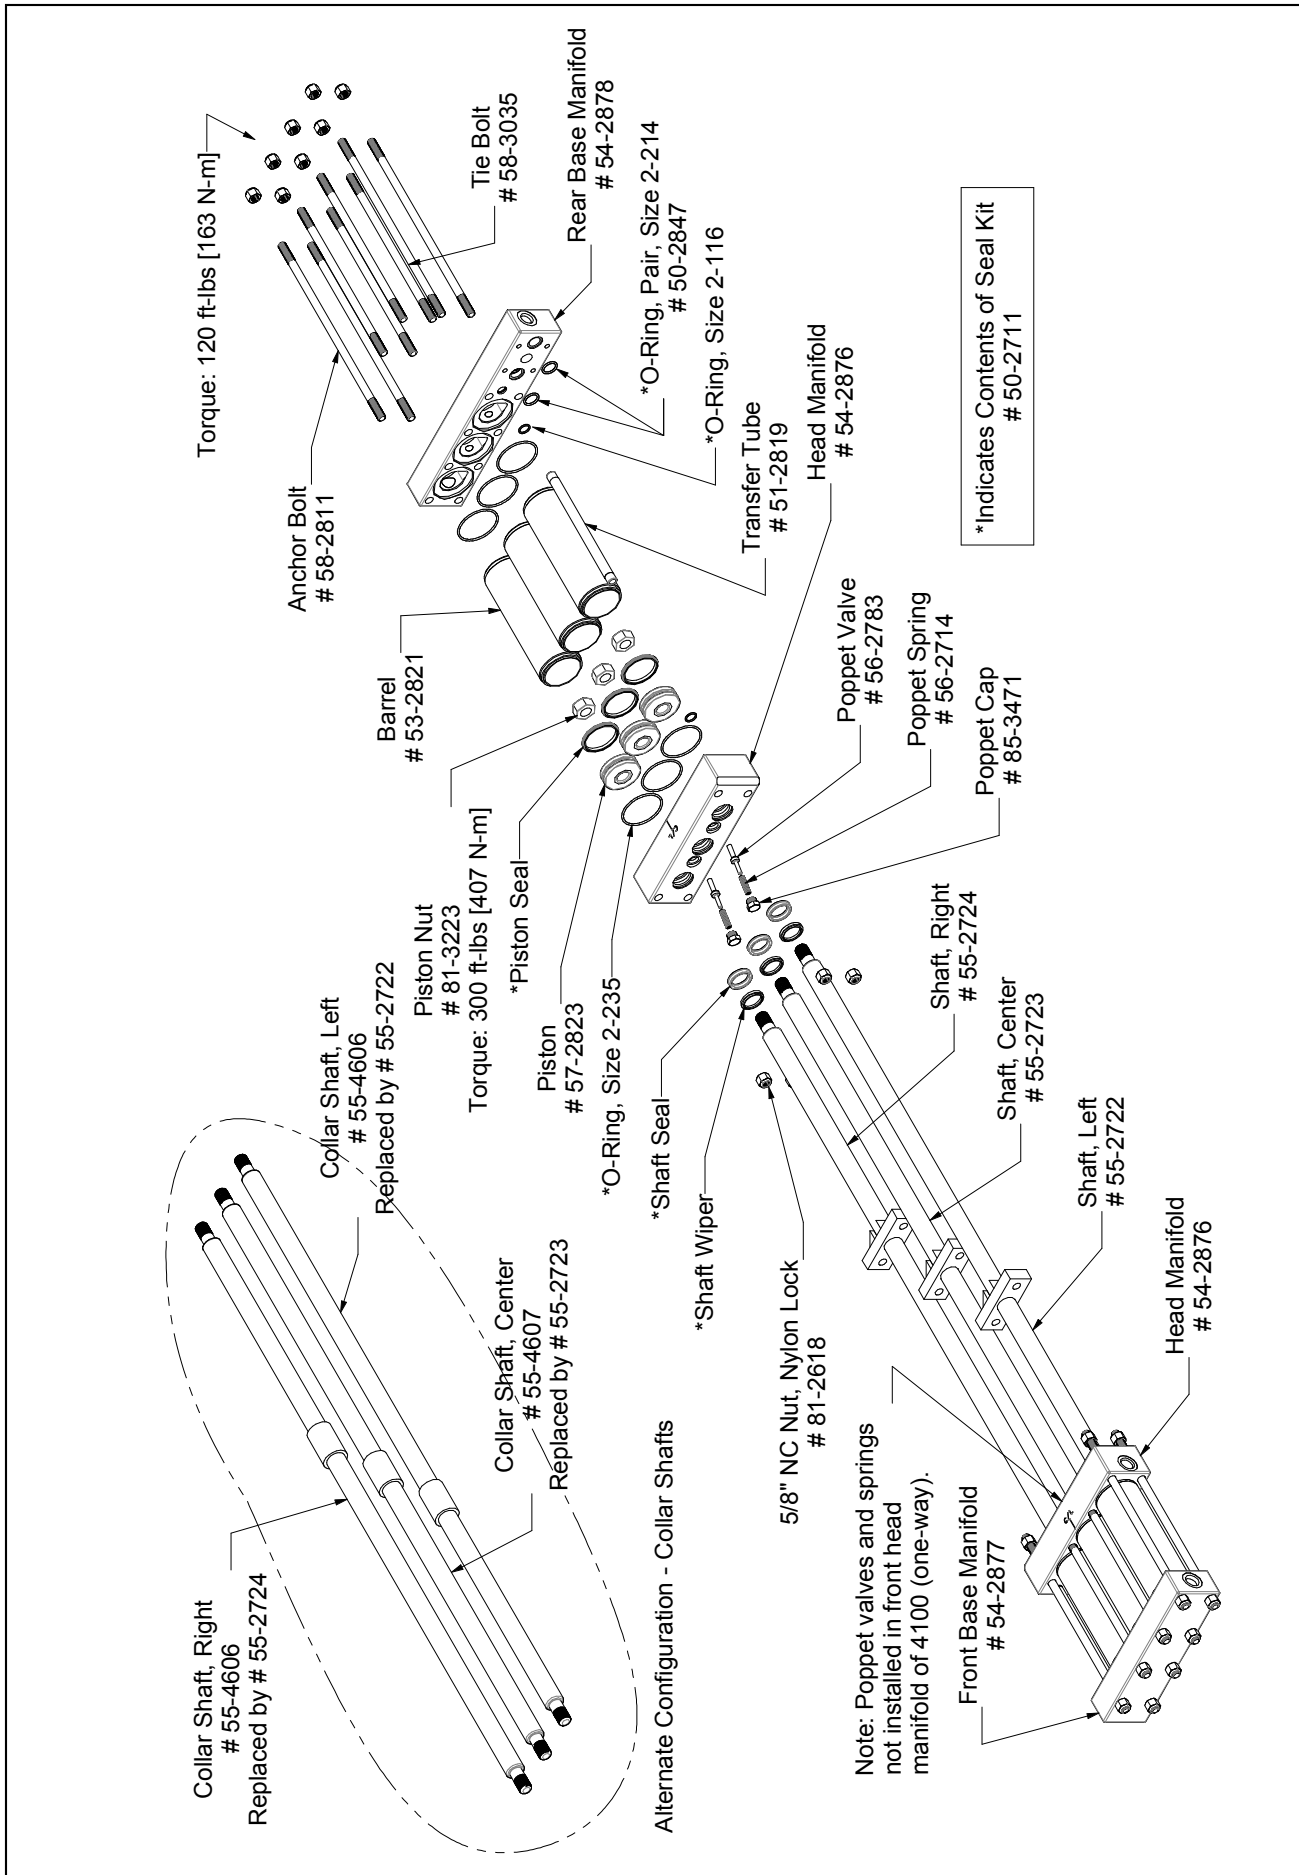 Collar Shaft, Right
# 55-4606
Replaced by # 55-2724
Collar Shaft, Left
# 55-4606
Replaced by # 55-2722
Collar Shaft, Center
# 55-4607
Replaced by # 55-2723
Alternate Configuration - Collar Shafts
Torque: 120 ft-lbs [163 N-m]
Anchor Bolt
# 58-2811
Tie Bolt
# 58-3035
Rear Base Manifold
# 54-2878
*O-Ring, Pair, Size 2-214
# 50-2847
*O-Ring, Size 2-116
Transfer Tube
# 51-2819
Head Manifold
# 54-2876
Barrel
# 53-2821
Piston Nut
# 81-3223
Torque: 300 ft-lbs [407 N-m]
*Piston Seal
Piston
# 57-2823
*O-Ring, Size 2-235
*Shaft Seal
*Shaft Wiper
5/8" NC Nut, Nylon Lock
# 81-2618
Poppet Valve
# 56-2783
Poppet Spring
# 56-2714
Poppet Cap
# 85-3471
Shaft, Right
# 55-2724
Shaft, Center
# 55-2723
Shaft, Left
# 55-2722
Head Manifold
# 54-2876
Note: Poppet valves and springs
not installed in front head
manifold of 4100 (one-way).
Front Base Manifold
# 54-2877
*Indicates Contents of Seal Kit
# 50-2711